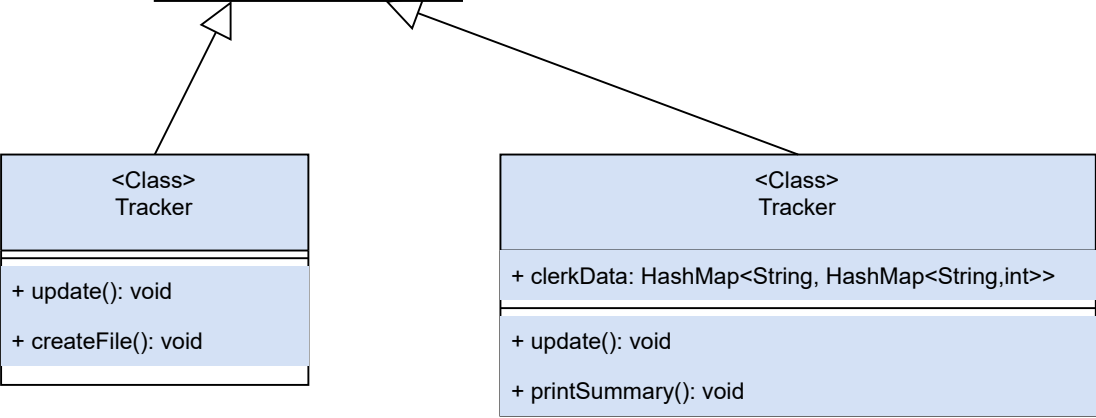 <Class>
Tracker
+ update(): void
+ createFile(): void
<Class>
Tracker
+ clerkData: HashMap<String, HashMap<String,int>>
+ update(): void
+ printSummary(): void